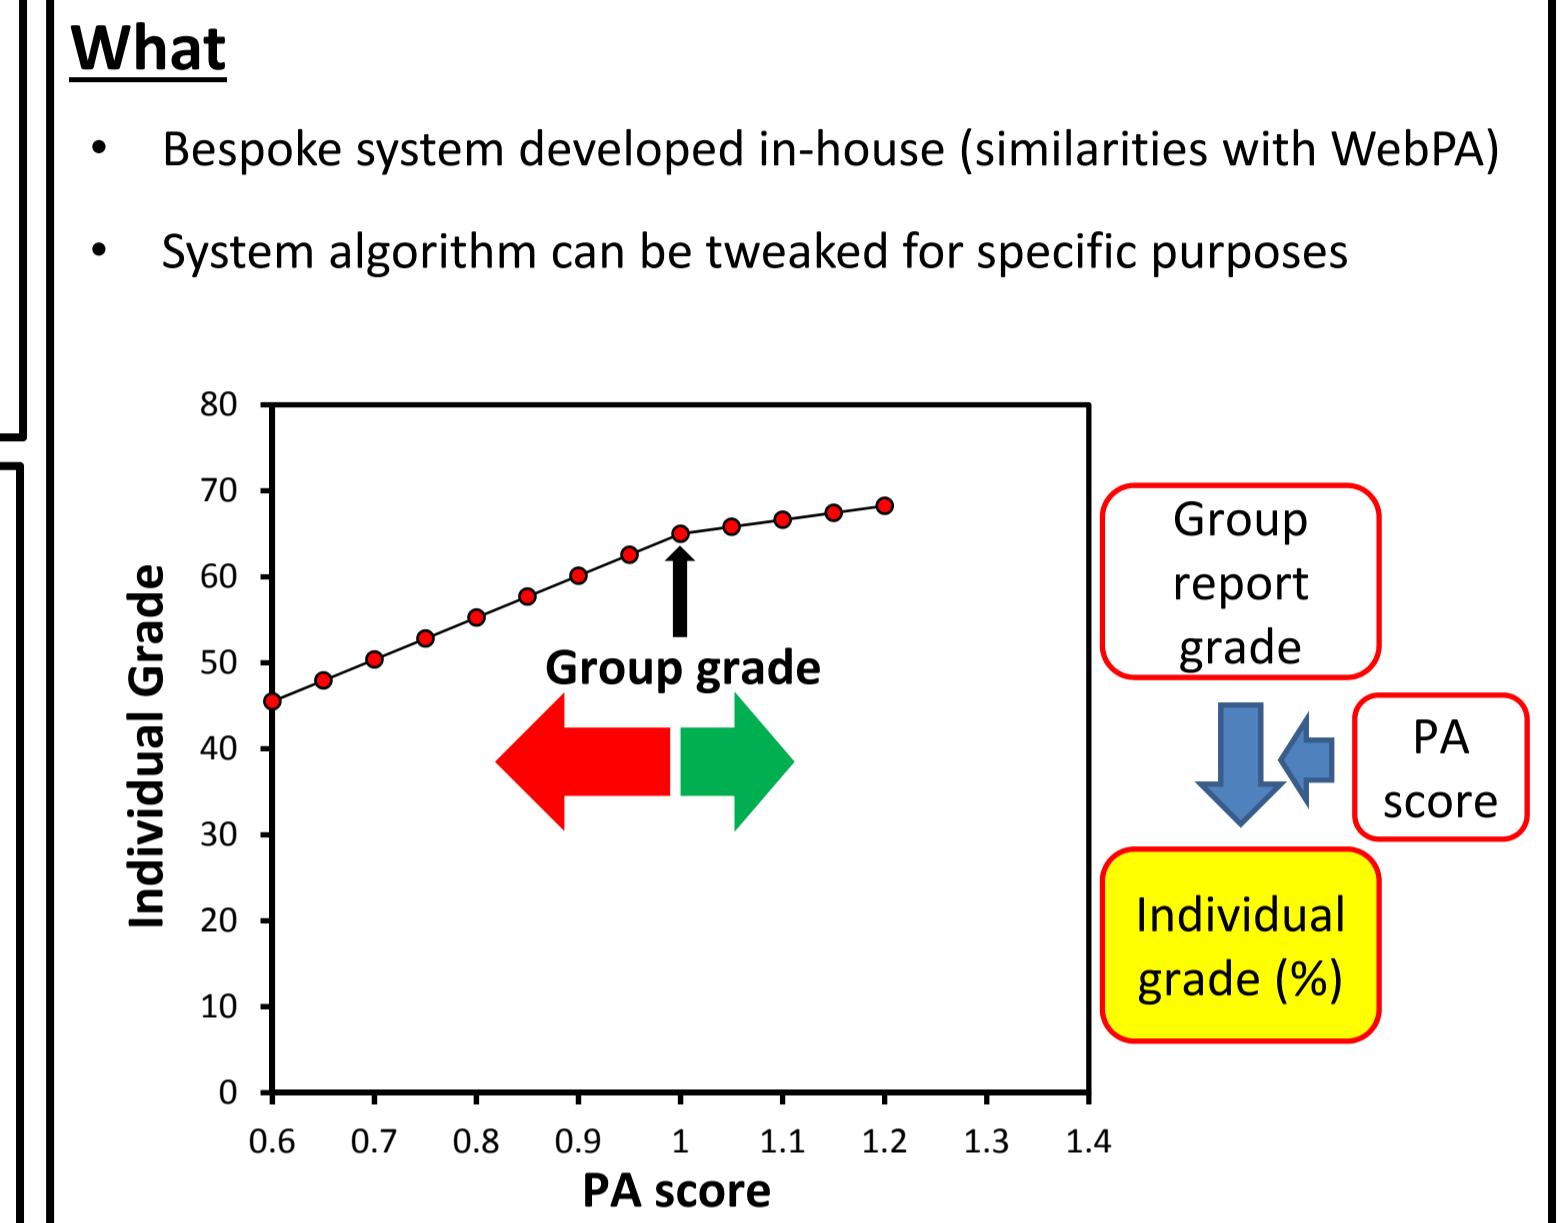 What
• Bespoke system developed in-house (similarities with WebPA)
• System algorithm can be tweaked for specific purposes
80
70
60
50
40
30
20
10
0
Individual Grade
Group grade
0.6 0.7 0.8 0.9 1 1.1 1.2 1.3 1.4
PA score
Group
report
grade
PA
score
Individual
grade (%)